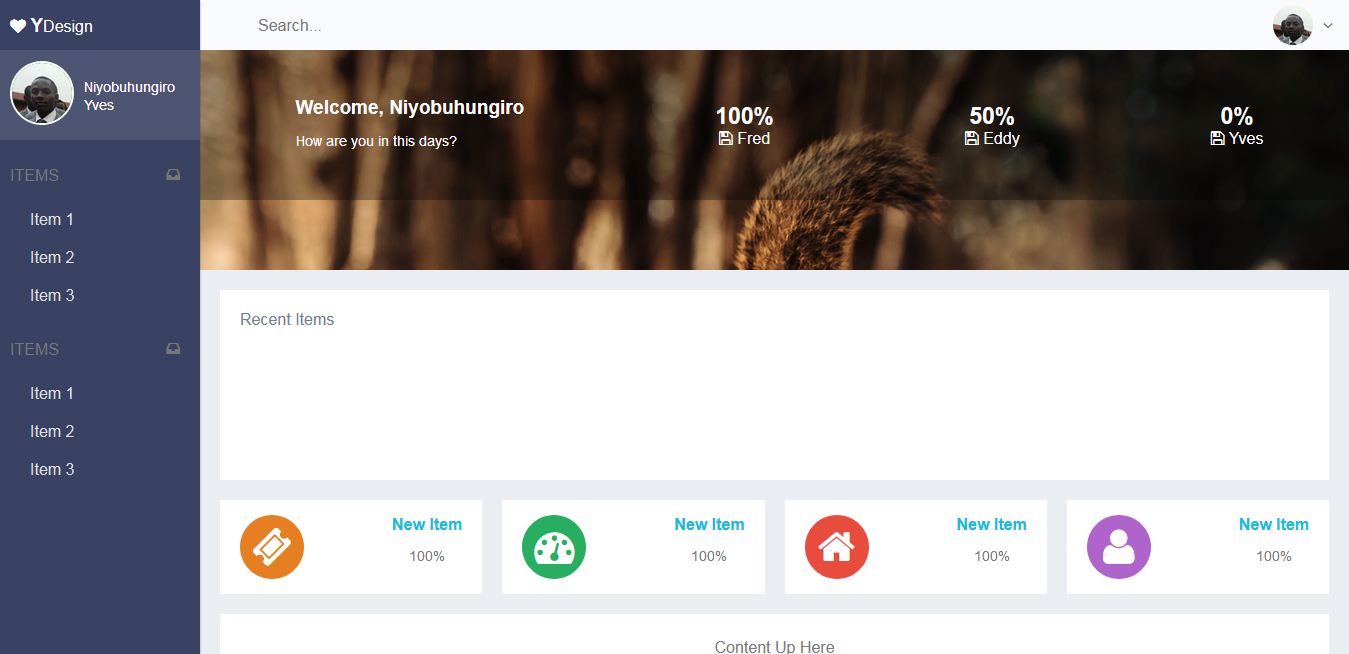 YDesign
Search...
Niyobuhungiro
Yves
ITEMS
Item 1
Item 2
Item 3
ITEMS
Item 1
Item 2
Item 3
Welcome, Niyobuhungiro
How are you in this days?
100%
Fred
50%
Eddy
0%
Yves
Recent Items
New Item
100%
New Item
100%
New Item
100%
New Item
100%
Content Up Here